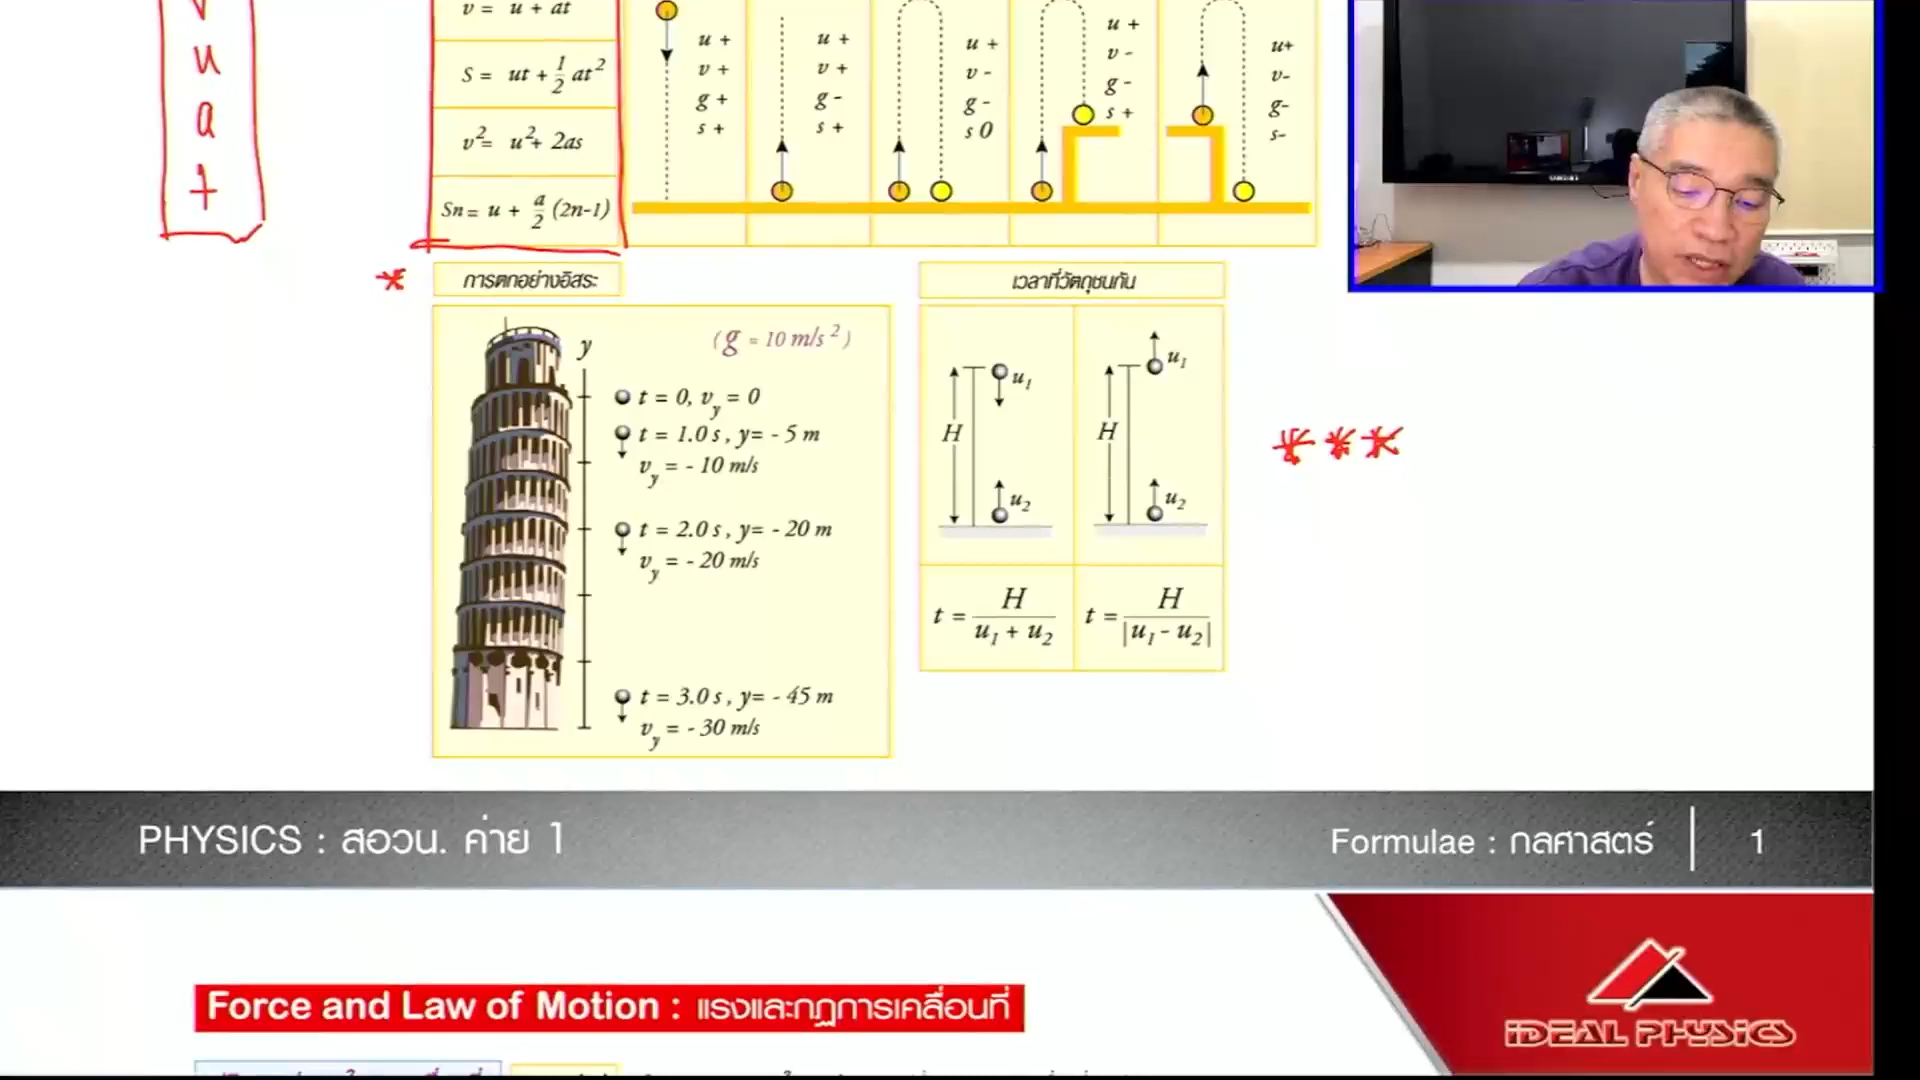 v = u + at
u
a
t
S = ut + 1/2 at²
v² = u² + 2as
Sn = u + a/2 (2n-1)
u +
v +
g +
s +
u +
v +
g -
s +
u +
v -
g -
s 0
u +
v -
g -
s +
u+
v-
g-
s-
* การตกอย่างอิสระ
เวลาที่วัตถุชนกัน
(g = 10 m/s²)
y
t = 0, v_y = 0
t = 1.0 s , y= - 5 m
v_y = - 10 m/s
t = 2.0 s , y= - 20 m
v_y = - 20 m/s
t = 3.0 s , y= - 45 m
v_y = - 30 m/s
H
u₁
u₂
H
u₁
u₂
t = H / (u₁ + u₂)
t = H / |u₁ - u₂|
* * *
PHYSICS : สอวน. ค่าย 1
Formulae : กลศาสตร์ | 1
Force and Law of Motion : แรงและกฎการเคลื่อนที่
iDEAL PHYSiCS
SAMSUNG